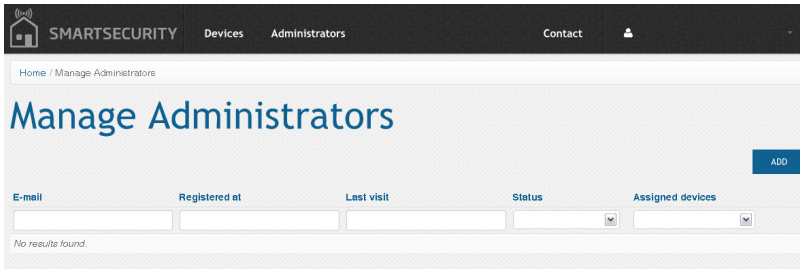 SMARTSECURITY Devices Administrators Contact
Home / Manage Administrators
Manage Administrators
ADD
E-mail Registered at Last visit Status Assigned devices
No results found.